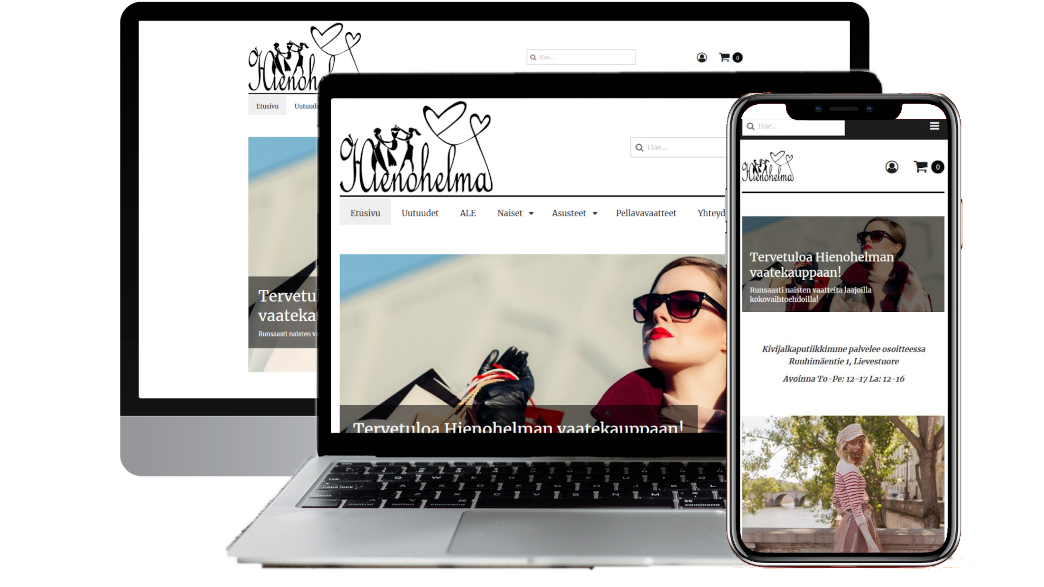 Hienohelma
Hae...
0
Etusivu
Tervetu
vaateka
Runsaasti naisten va
Hienohelma
Hae...
Etusivu Uutuudet ALE Naiset Asusteet Pellavavaatteet Yhteyd
Tervetuloa Hienohelman vaatekauppaan!
Hae...
Hienohelma
0
Tervetuloa Hienohelman
vaatekauppaan!
Runsaasti naisten vaatteita laajoilla
kokovaihtoehdoilla!
Kivijalkaputiikkimme palvelee osoitteessa
Ruuhimäentie 1, Lievestuore
Avoinna To-Pe: 12-17 La: 12-16